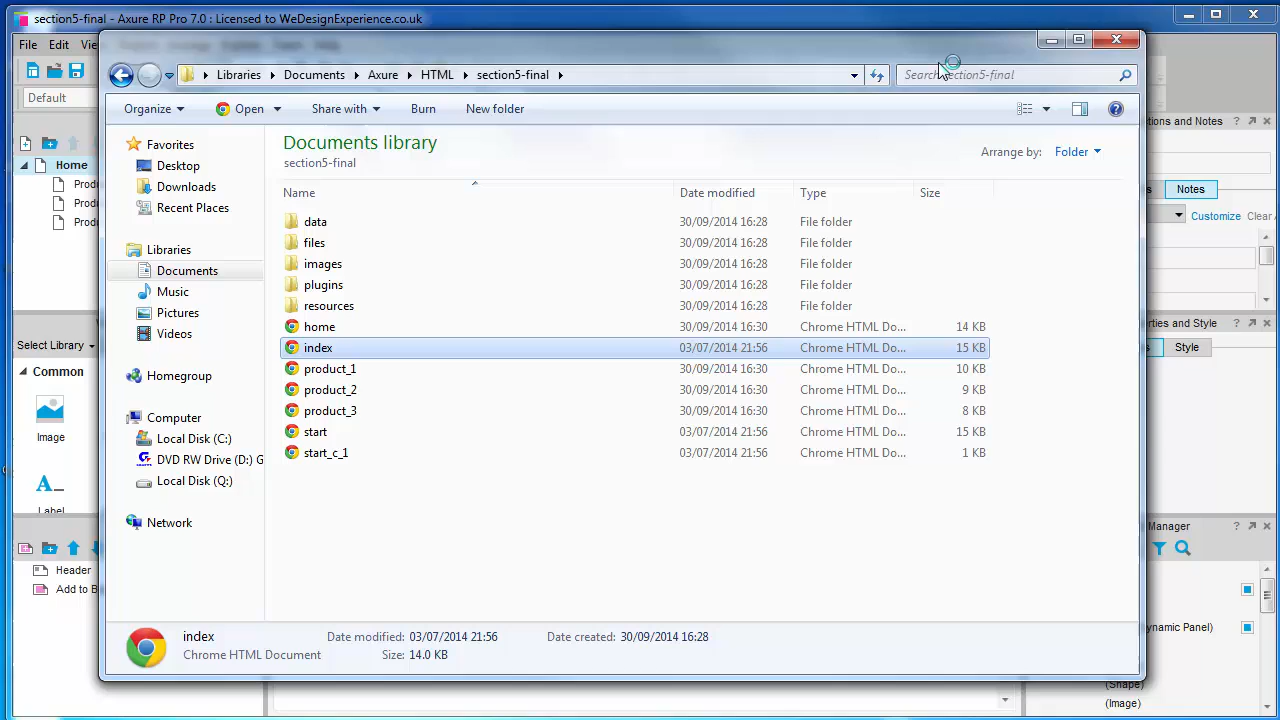 section5-final - Axure RP Pro 7.0 : Licensed to WeDesignExperience.co.uk
File Edit
Default
Home
Select Library
Common
Image
Label
Header
Libraries Documents Axure HTML section5-final
Search section5-final
Organize Open Share with Burn New folder
Favorites
Desktop
Downloads
Recent Places
Libraries
Documents
Music
Pictures
Videos
Homegroup
Computer
Local Disk (C:)
DVD RW Drive (D:) G
Local Disk (Q:)
Network
Documents library
section5-final
Arrange by: Folder
Name Date modified Type Size
data 30/09/2014 16:28 File folder
files 30/09/2014 16:28 File folder
images 30/09/2014 16:28 File folder
plugins 30/09/2014 16:28 File folder
resources 30/09/2014 16:28 File folder
home 30/09/2014 16:30 Chrome HTML Do... 14 KB
index 03/07/2014 21:56 Chrome HTML Do... 15 KB
product_1 30/09/2014 16:30 Chrome HTML Do... 10 KB
product_2 30/09/2014 16:30 Chrome HTML Do... 9 KB
product_3 30/09/2014 16:30 Chrome HTML Do... 8 KB
start 03/07/2014 21:56 Chrome HTML Do... 15 KB
start_c_1 03/07/2014 21:56 Chrome HTML Do... 1 KB
index Date modified: 03/07/2014 21:56 Date created: 30/09/2014 16:28
Chrome HTML Document Size: 14.0 KB
and Notes
Notes
Customize Clear
and Style
Style
Manager
Panel)
(Shape)
(Image)